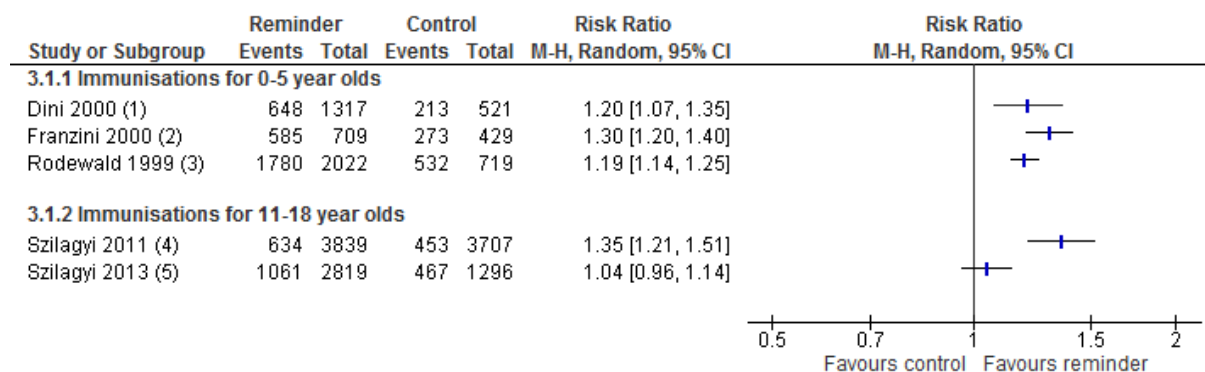 Reminder Control Risk Ratio Risk Ratio
Study or Subgroup Events Total Events Total M-H, Random, 95% CI M-H, Random, 95% CI
3.1.1 Immunisations for 0-5 year olds
Dini 2000 (1) 648 1317 213 521 1.20 [1.07, 1.35]
Franzini 2000 (2) 585 709 273 429 1.30 [1.20, 1.40]
Rodewald 1999 (3) 1780 2022 532 719 1.19 [1.14, 1.25]
3.1.2 Immunisations for 11-18 year olds
Szilagyi 2011 (4) 634 3839 453 3707 1.35 [1.21, 1.51]
Szilagyi 2013 (5) 1061 2819 467 1296 1.04 [0.96, 1.14]
0.5 0.7 1 1.5 2
Favours control Favours reminder